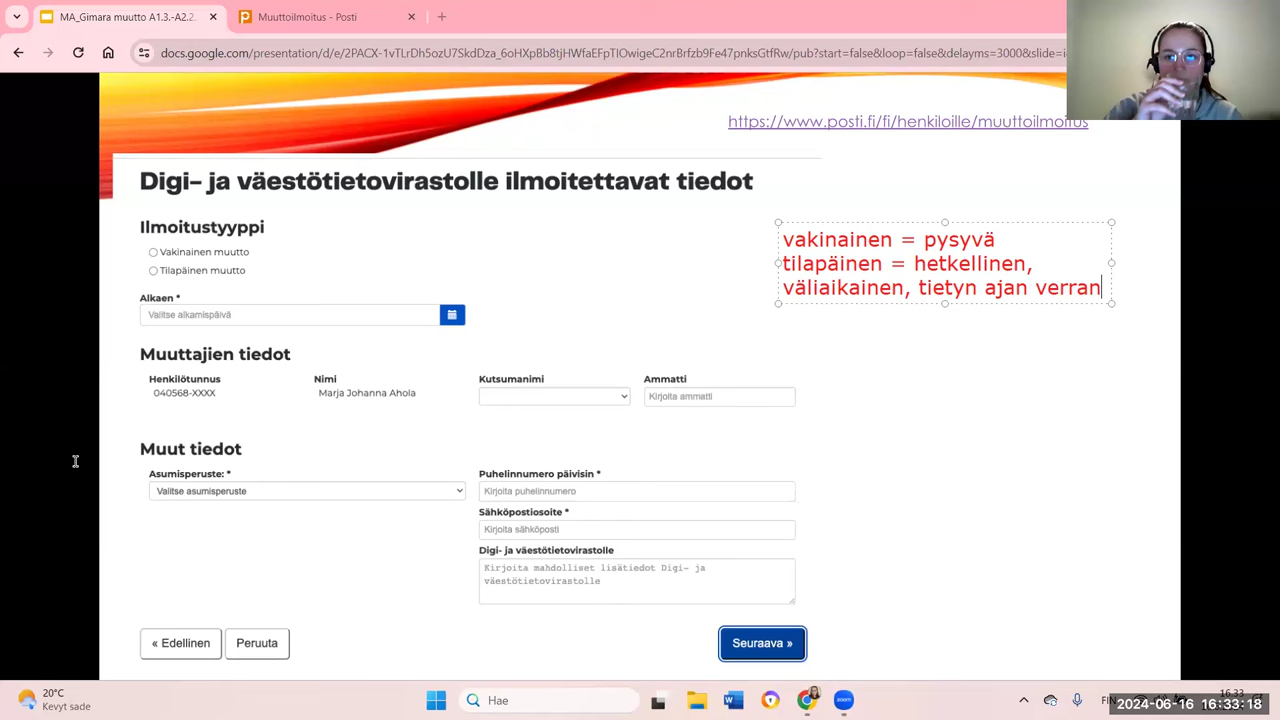 MA_Gimara muutto A1.3.-A2.2.
Muuttoilmoitus - Posti
docs.google.com/presentation/d/e/2PACX-1vTLrDh5ozU7SkdDza_6oHXpBb8tjHWfaEFpTIOwigeC2nrBrfzb9Fe47pnksGtfRw/pub?start=false&loop=false&delayms=3000&slide=i
https://www.posti.fi/fi/henkiloille/muuttoilmoitus
Digi- ja väestötietovirastolle ilmoitettavat tiedot
Ilmoitustyyppi
Vakinainen muutto
Tilapäinen muutto
vakinainen = pysyvä
tilapäinen = hetkellinen,
väliaikainen, tietyn ajan verran
Alkaen *
Valitse alkamispäivä
Muuttajien tiedot
Henkilötunnus Nimi Kutsumanimi Ammatti
040568-XXXX Marja Johanna Ahola Kirjoita ammatti
Muut tiedot
Asumisperuste: * Puhelinnumero päivisin *
Valitse asumisperuste Kirjoita puhelinnumero
Sähköpostiosoite *
Kirjoita sähköposti
Digi- ja väestötietovirastolle
Kirjoita mahdolliset lisätiedot Digi- ja
väestötietovirastolle
« Edellinen Peruuta Seuraava »
20°C
Kevyt sade
Hae
zoom
FIN
16.33
2024-06-16 16:33:18